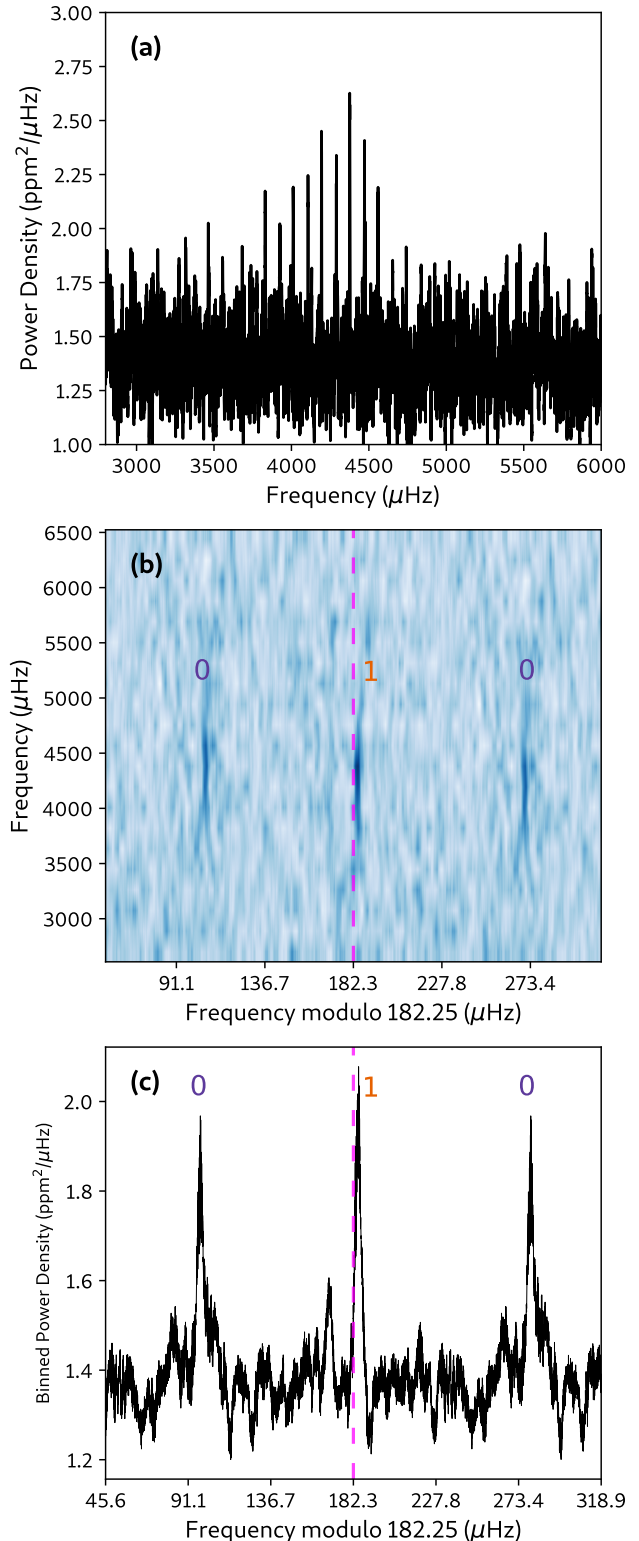 (a)
3.00
2.75
2.50
2.25
2.00
1.75
1.50
1.25
1.00
Power Density (ppm²/μHz)
3000 3500 4000 4500 5000 5500 6000
Frequency (μHz)
(b)
6500
6000
5500
5000
4500
4000
3500
3000
Frequency (μHz)
0 1 0
91.1 136.7 182.3 227.8 273.4
Frequency modulo 182.25 (μHz)
(c)
0 1 0
2.0
1.8
1.6
1.4
1.2
Binned Power Density (ppm²/μHz)
45.6 91.1 136.7 182.3 227.8 273.4 318.9
Frequency modulo 182.25 (μHz)